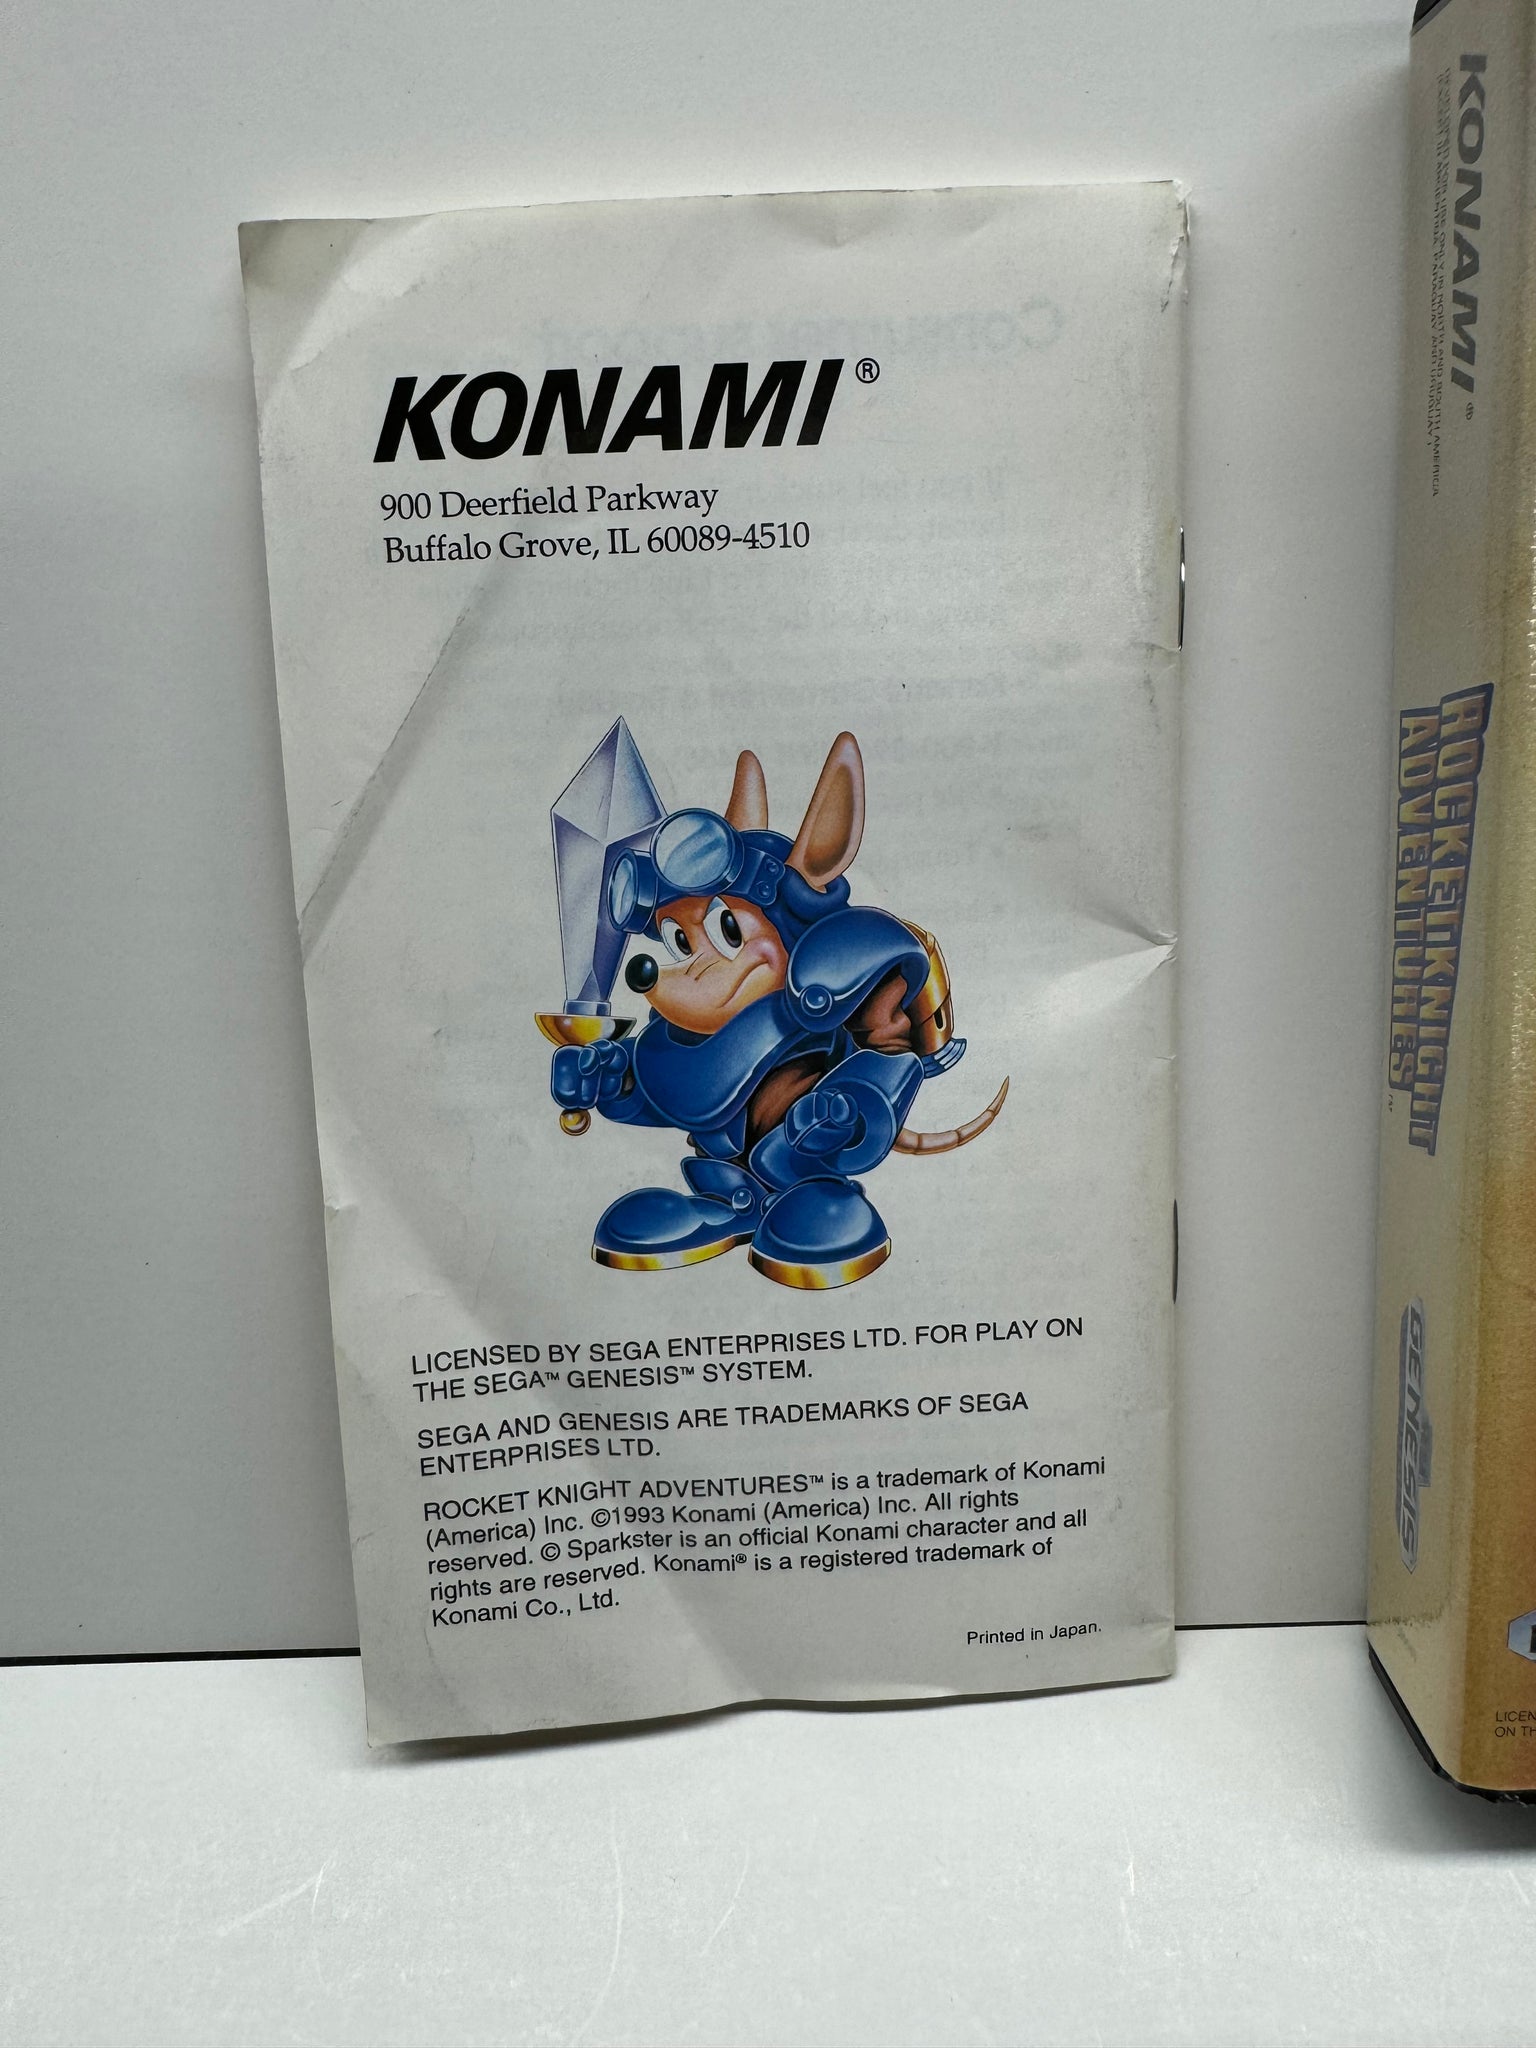 KONAMI®
900 Deerfield Parkway
Buffalo Grove, IL 60089-4510
LICENSED BY SEGA ENTERPRISES LTD. FOR PLAY ON
THE SEGA™ GENESIS™ SYSTEM.
SEGA AND GENESIS ARE TRADEMARKS OF SEGA
ENTERPRISES LTD.
ROCKET KNIGHT ADVENTURES™ is a trademark of Konami
(America) Inc. ©1993 Konami (America) Inc. All rights
reserved. © Sparkster is an official Konami character and all
rights are reserved. Konami® is a registered trademark of
Konami Co., Ltd.
Printed in Japan.
KONAMI®
ROCKET KNIGHT
ADVENTURES™
GENESIS
ON